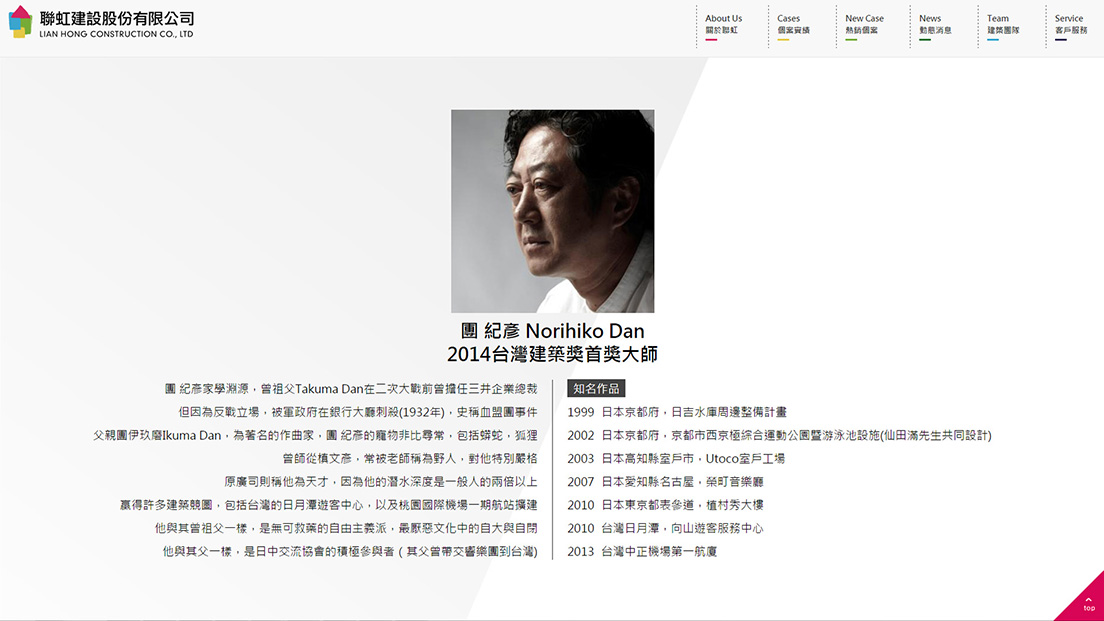 聯虹建設股份有限公司
LIAN HONG CONSTRUCTION CO., LTD
About Us
關於聯虹
Cases
個案實績
New Case
熱銷個案
News
動態消息
Team
建築團隊
Service
客戶服務
團 紀彥 Norihiko Dan
2014台灣建築獎首獎大師
團 紀彥家學淵源，曾祖父Takuma Dan在二次大戰前曾擔任三井企業總裁
但因為反戰立場，被軍政府在銀行大廳刺殺(1932年)，史稱血盟團事件
父親團伊玖磨Ikuma Dan，為著名的作曲家，團 紀彥的寵物非比尋常，包括蟒蛇，狐狸
曾師從槙文彥，常被老師稱為野人，對他特別嚴格
原廣司則稱他為天才，因為他的潛水深度是一般人的兩倍以上
贏得許多建築競圖，包括台灣的日月潭遊客中心，以及桃園國際機場一期航站擴建
他與其曾祖父一樣，是無可救藥的自由主義派，最厭惡文化中的自大與自閉
他與其父一樣，是日中交流協會的積極參與者 ( 其父曾帶交響樂團到台灣)
知名作品
1999 日本京都府，日吉水庫周邊整備計畫
2002 日本京都府，京都市西京極綜合運動公園暨游泳池設施(仙田滿先生共同設計)
2003 日本高知縣室戶市，Utoco室戶工場
2007 日本愛知縣名古屋，榮町音樂廳
2010 日本東京都表參道，植村秀大樓
2010 台灣日月潭，向山遊客服務中心
2013 台灣中正機場第一航廈
top